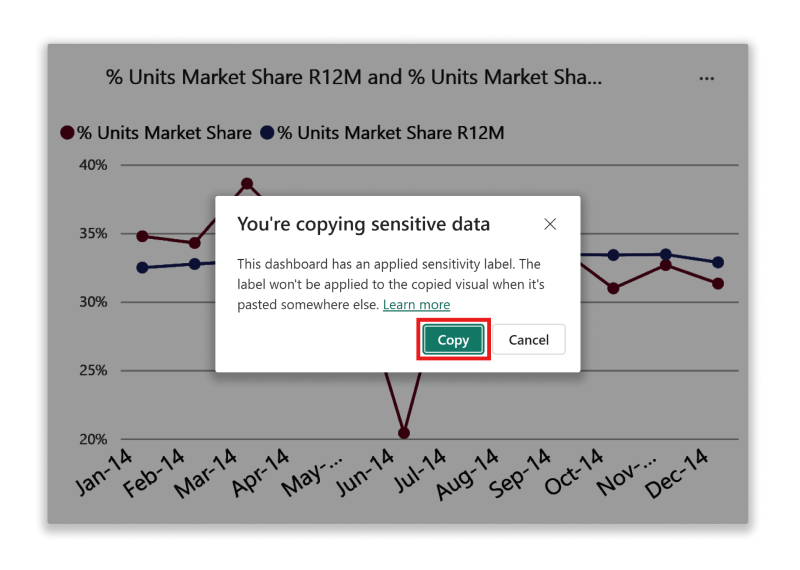 % Units Market Share R12M and % Units Market Sha...
% Units Market Share % Units Market Share R12M
40%
35%
30%
25%
20%
You're copying sensitive data
This dashboard has an applied sensitivity label. The
label won't be applied to the copied visual when it's
pasted somewhere else. Learn more
Copy Cancel
Jan-14 Feb-14 Mar-14 Apr-14 May-... Jun-14 Jul-14 Aug-14 Sep-14 Oct-14 Nov-... Dec-14